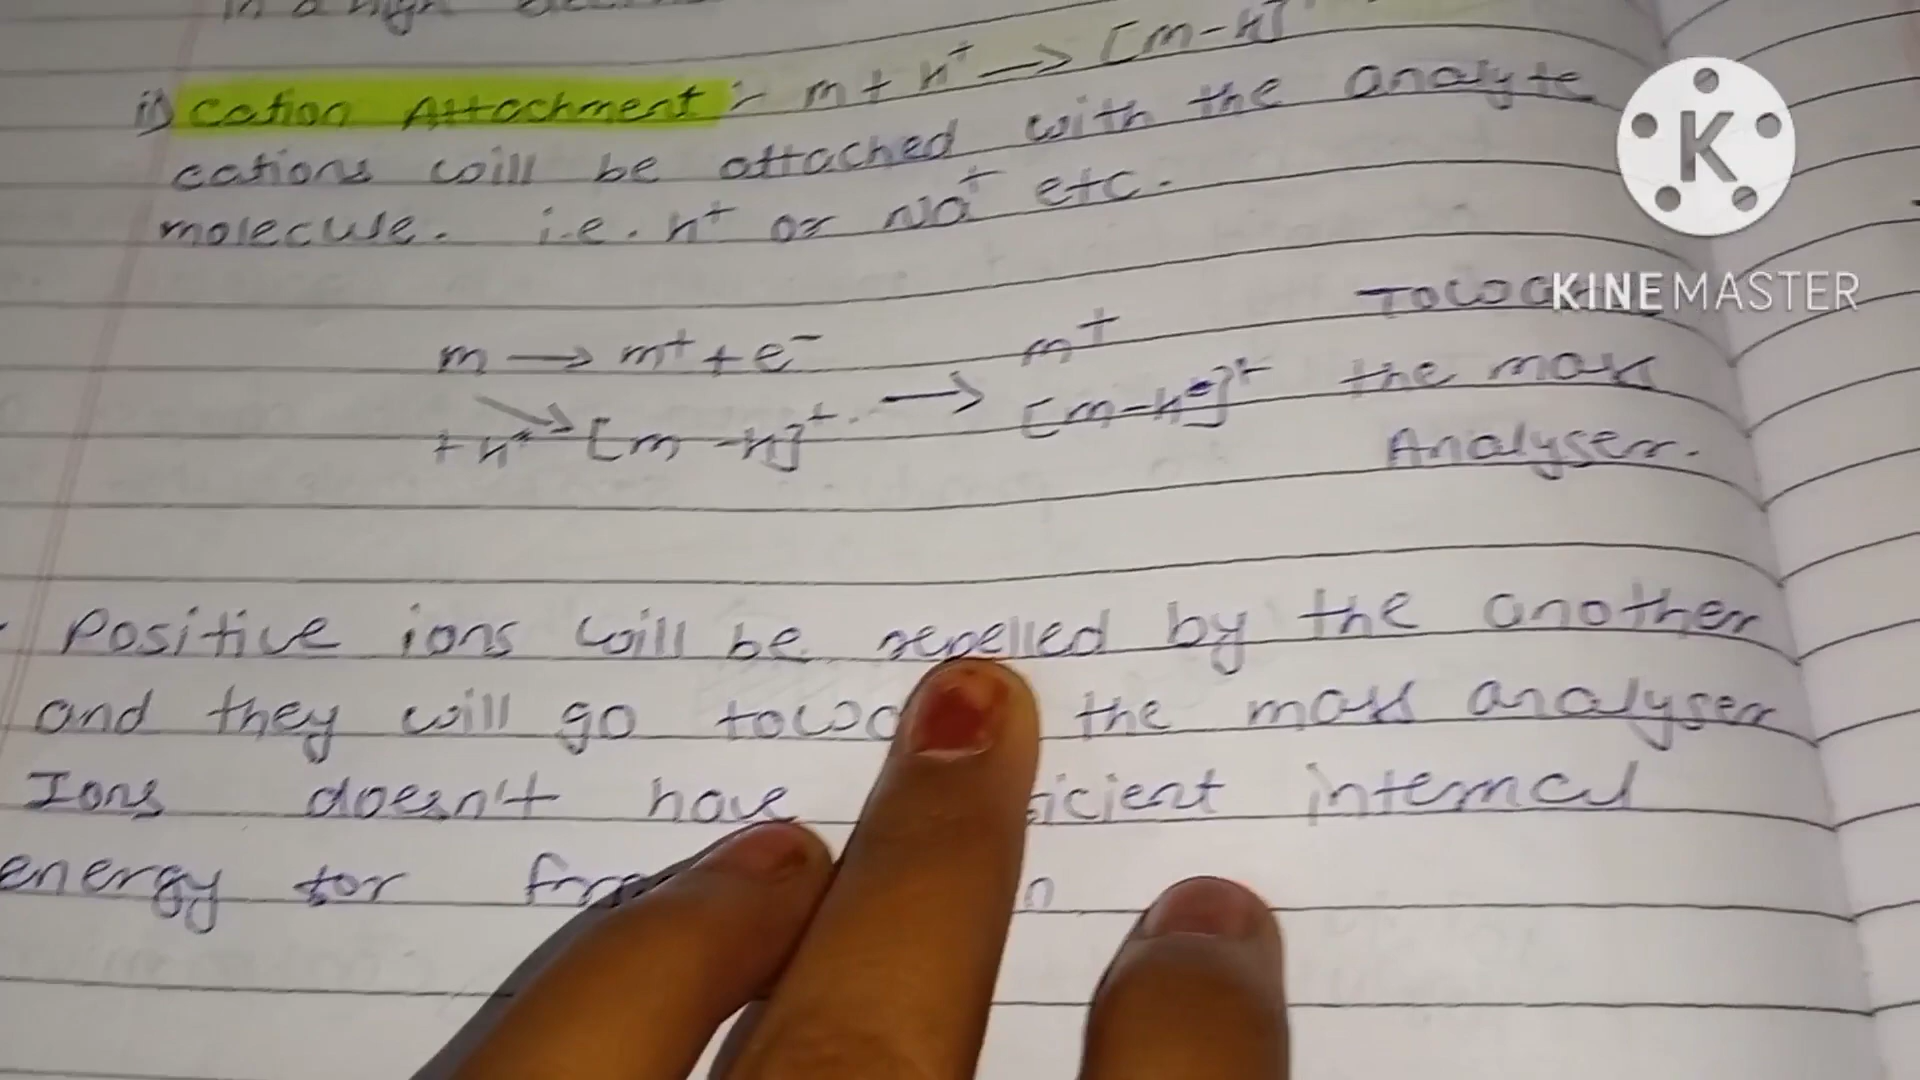 in a high
ii) Cation Attachment :- m + H⁺ → [m-H]
cations will be attached with the analyte
molecule. i.e. H⁺ or Na⁺ etc.
m → m⁺ + e⁻ m⁺
+ H⁺ → [m-H]⁺ → [m-H]⁺ the mass
Analyser.
Positive ions will be repelled by the another
and they will go the mass analyser
Ions doesn't have internal
energy for
K
KINEMASTER